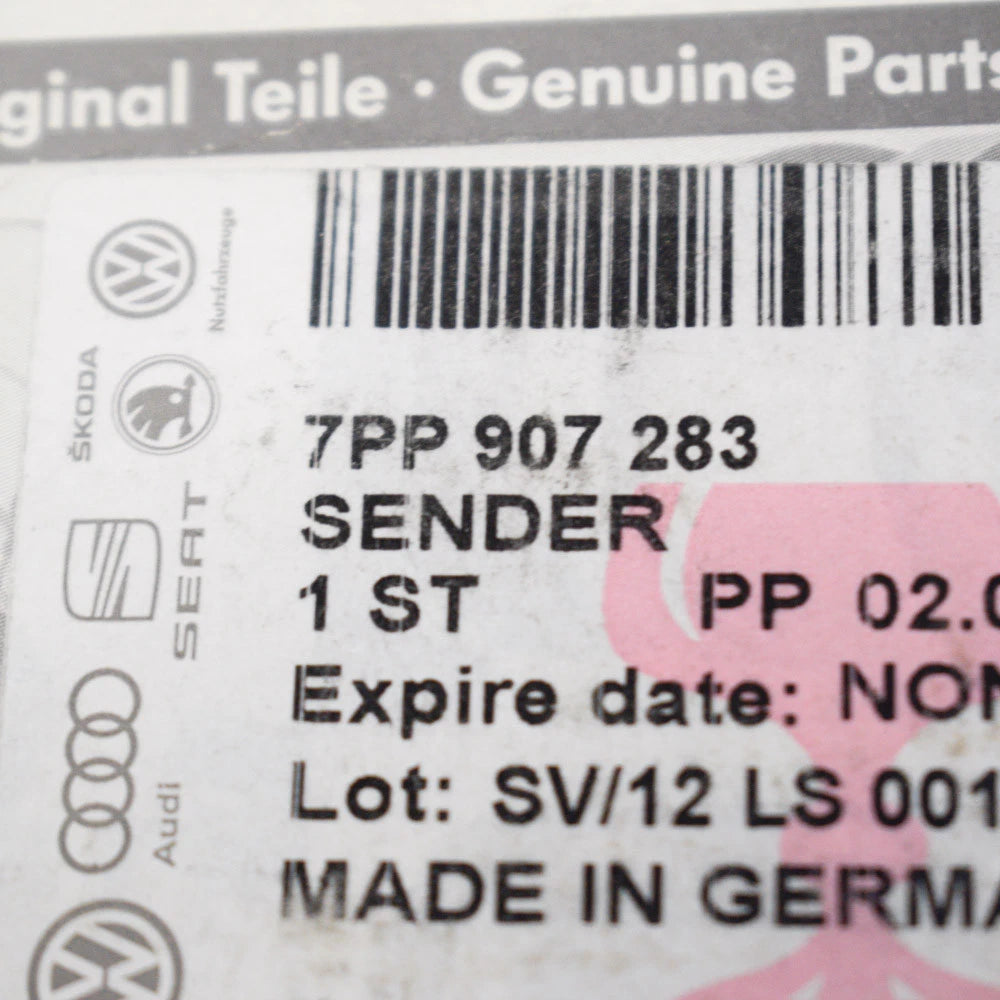 ginal Teile · Genuine Parts
Nutzfahrzeuge
ŠKODA
SEAT
Audi
7PP 907 283
SENDER
1 ST PP 02.0
Expire date: NON
Lot: SV/12 LS 001
MADE IN GERMA